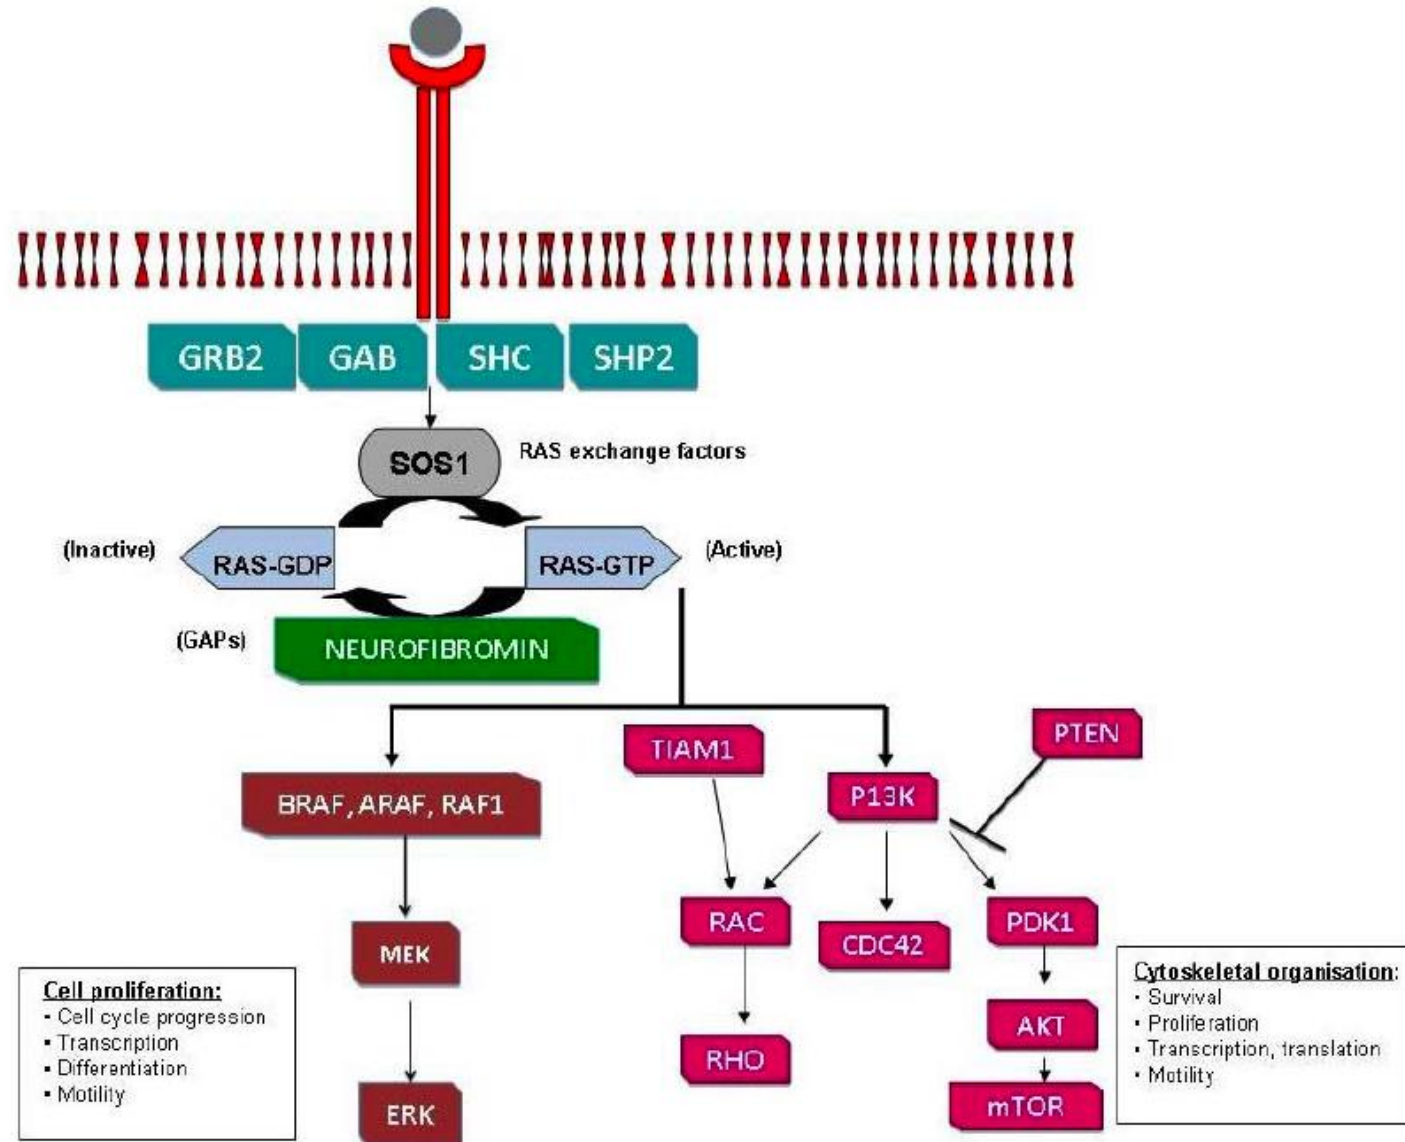 GRB2
GAB
SHC
SHP2
SOS1
RAS exchange factors
(Inactive)
RAS-GDP
RAS-GTP
(Active)
(GAPs)
NEUROFIBROMIN
TIAM1
PTEN
BRAF, ARAF, RAF1
P13K
RAC
CDC42
PDK1
MEK
AKT
RHO
mTOR
ERK
Cell proliferation:
▪ Cell cycle progression
▪ Transcription
▪ Differentiation
▪ Motility
Cytoskeletal organisation:
▪ Survival
▪ Proliferation
▪ Transcription, translation
▪ Motility